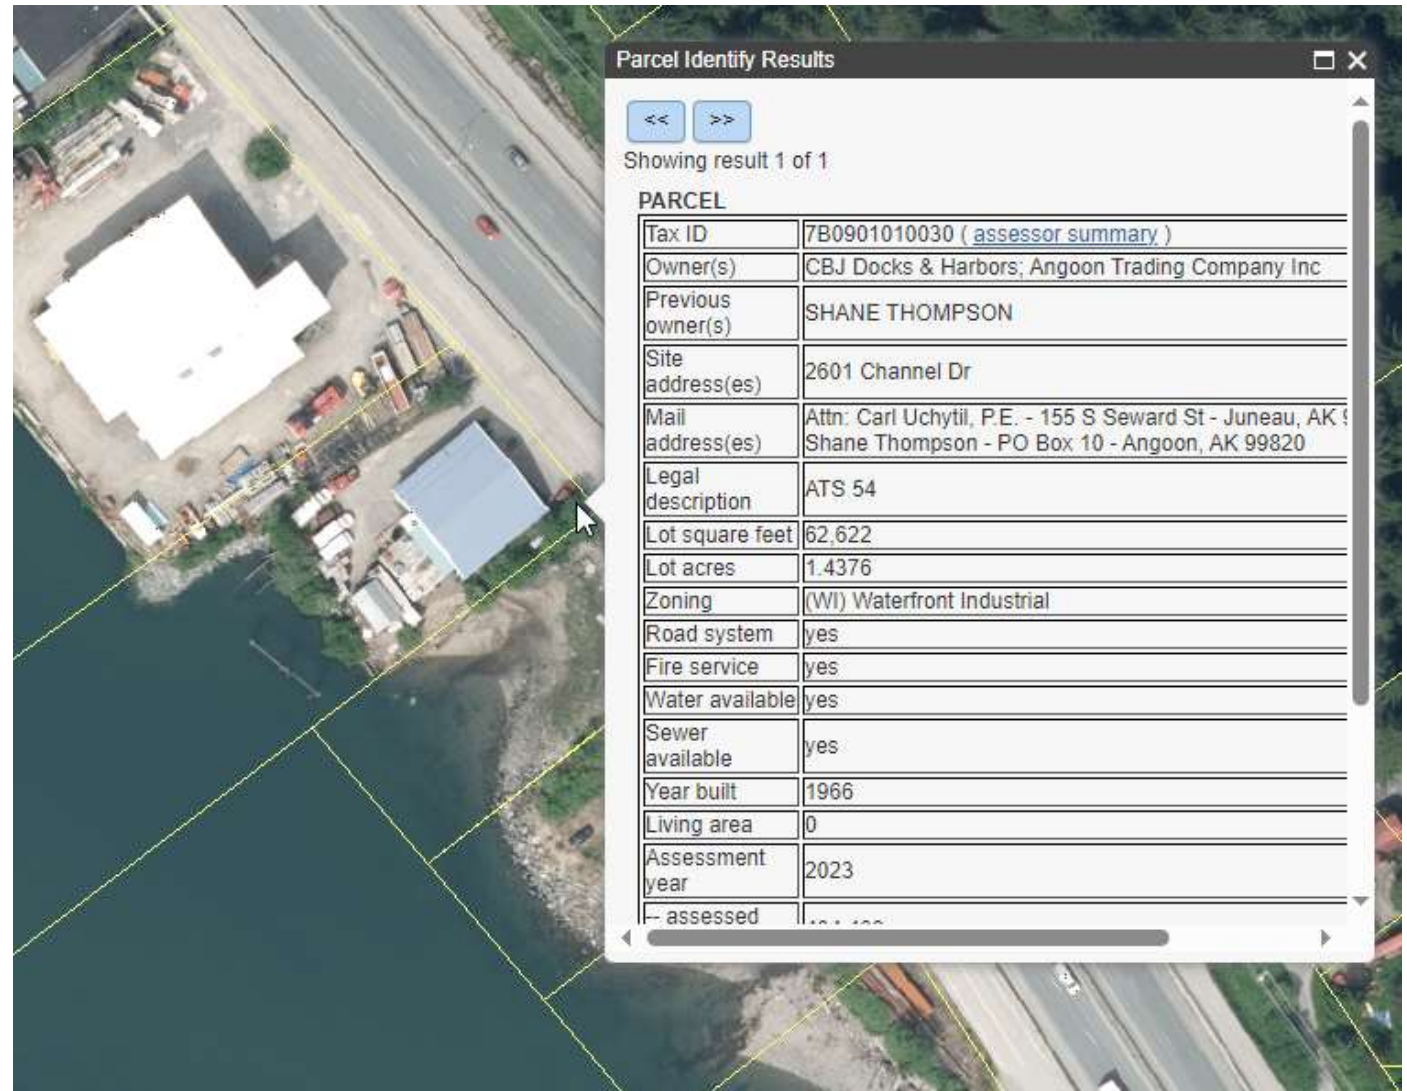 Parcel Identify Results
<< >>
Showing result 1 of 1
PARCEL
Tax ID 7B0901010030 ( assessor summary )
Owner(s) CBJ Docks & Harbors; Angoon Trading Company Inc
Previous
owner(s) SHANE THOMPSON
Site
address(es) 2601 Channel Dr
Mail
address(es) Attn: Carl Uchytil, P.E. - 155 S Seward St - Juneau, AK
Shane Thompson - PO Box 10 - Angoon, AK 99820
Legal
description ATS 54
Lot square feet 62,622
Lot acres 1.4376
Zoning (WI) Waterfront Industrial
Road system yes
Fire service yes
Water available yes
Sewer
available yes
Year built 1966
Living area 0
Assessment
year 2023
-- assessed